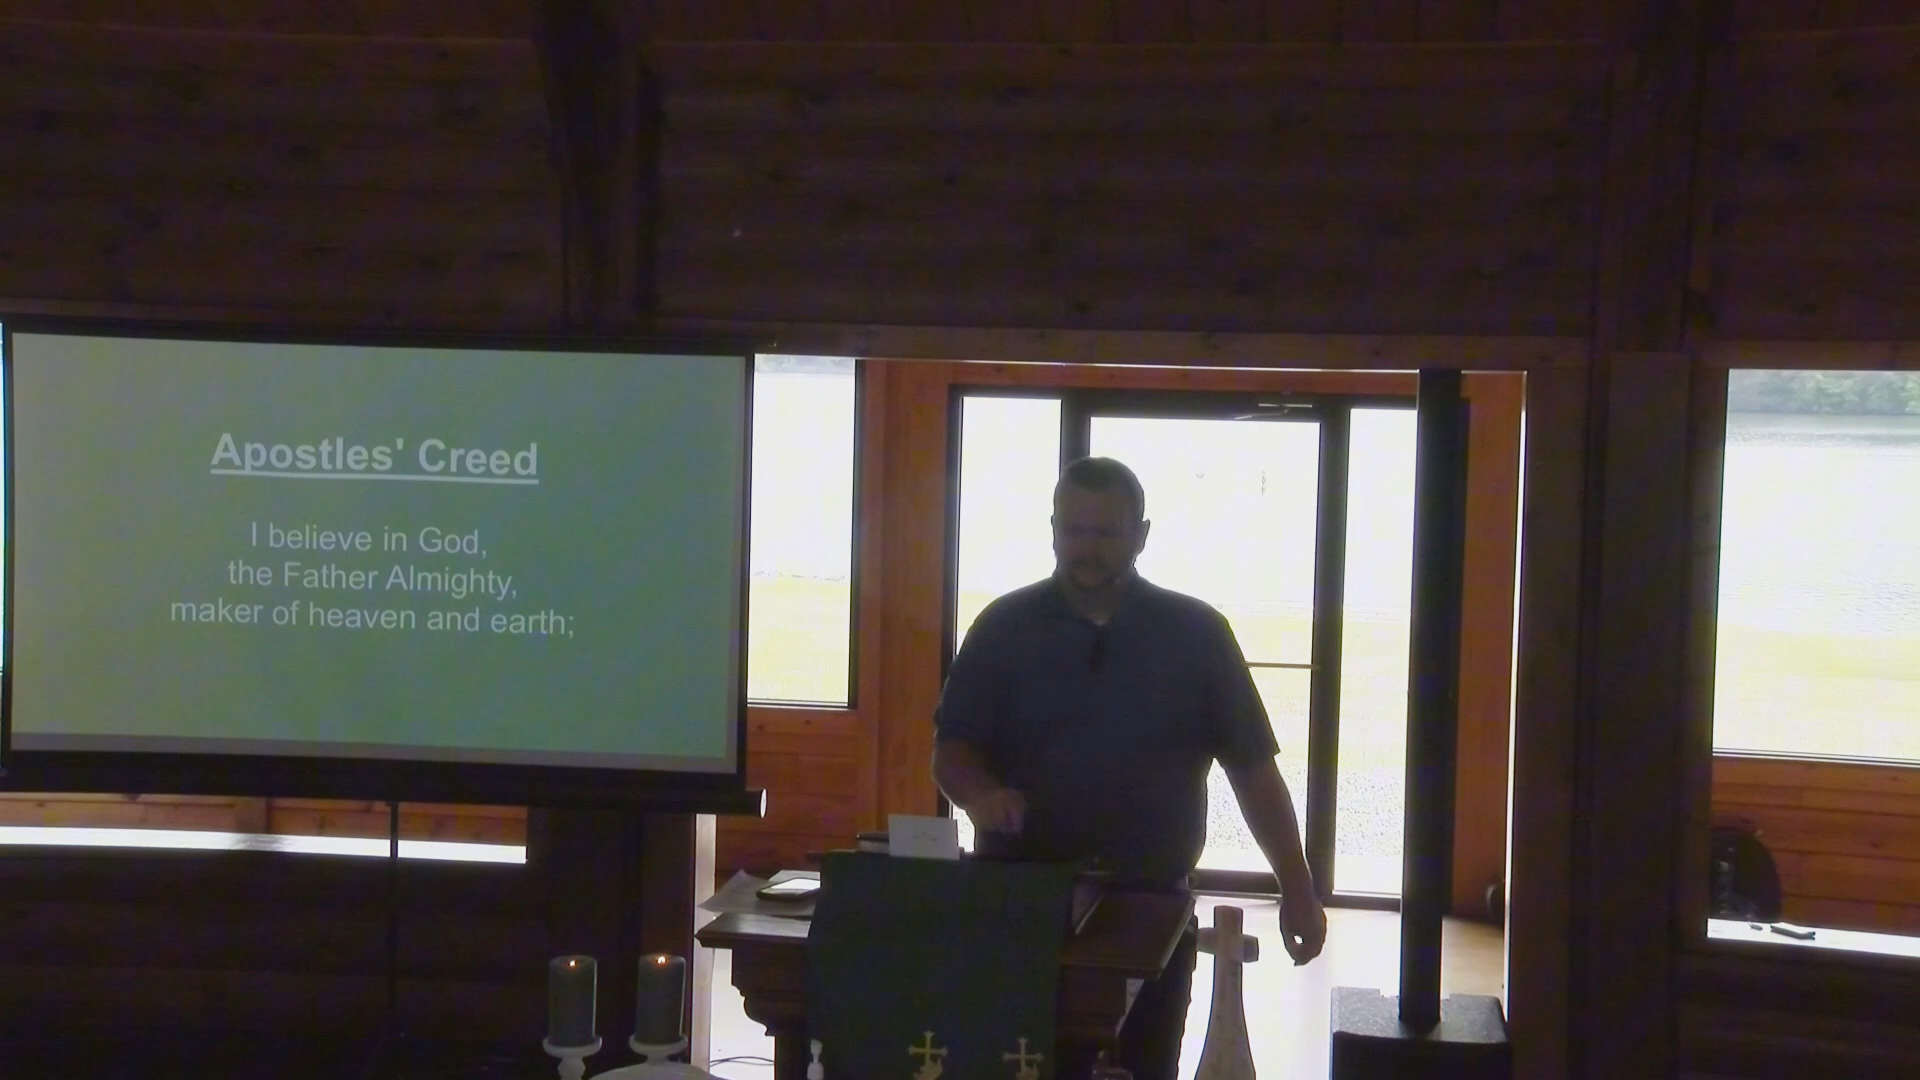 Apostles' Creed
I believe in God,
the Father Almighty,
maker of heaven and earth;